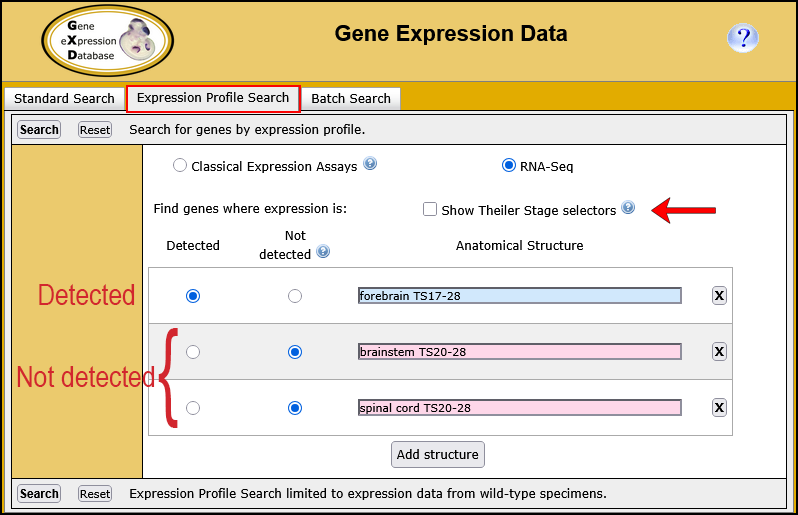 Gene
eXpression
Database
Gene Expression Data
?
Standard Search
Expression Profile Search
Batch Search
Search
Reset
Search for genes by expression profile.
Classical Expression Assays ?
RNA-Seq
Find genes where expression is:
Show Theiler Stage selectors ?
Detected
Not
detected ?
Anatomical Structure
Detected
forebrain TS17-28
X
Not detected
brainstem TS20-28
X
spinal cord TS20-28
X
Add structure
Search
Reset
Expression Profile Search limited to expression data from wild-type specimens.